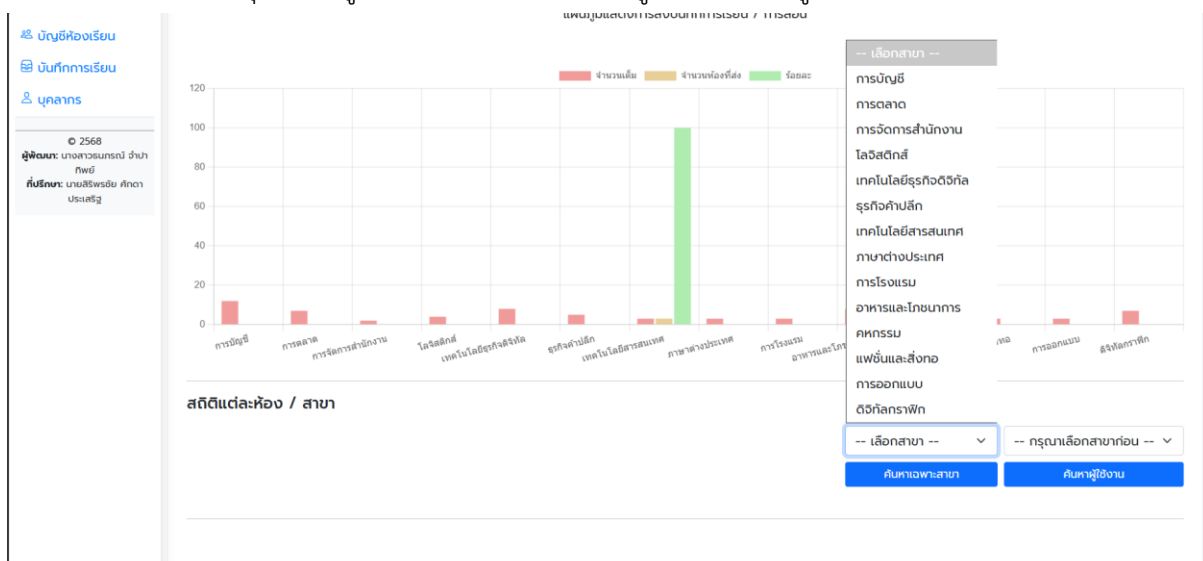 แผนภูมิแสดงการส่งบันทึกการเรียน / การสอน
บัญชีห้องเรียน
บันทึกการเรียน
บุคลากร
© 2568
ผู้พัฒนา: นางสาวธนภรณ์ จำปา
ทิพย์
ที่ปรึกษา: นายสิริพรชัย ศักดา
ประเสริฐ
จำนวนเต็ม จำนวนห้องที่ส่ง ร้อยละ
120
100
80
60
40
20
0
การบัญชี การตลาด การจัดการสำนักงาน โลจิสติกส์ เทคโนโลยีธุรกิจดิจิทัล ธุรกิจค้าปลีก เทคโนโลยีสารสนเทศ ภาษาต่างประเทศ การโรงแรม การออกแบบ ดิจิทัลกราฟิก
-- เลือกสาขา --
การบัญชี
การตลาด
การจัดการสำนักงาน
โลจิสติกส์
เทคโนโลยีธุรกิจดิจิทัล
ธุรกิจค้าปลีก
เทคโนโลยีสารสนเทศ
ภาษาต่างประเทศ
การโรงแรม
อาหารและโภชนาการ
คหกรรม
แฟชั่นและสิ่งทอ
การออกแบบ
ดิจิทัลกราฟิก
สถิติแต่ละห้อง / สาขา
-- เลือกสาขา -- -- กรุณาเลือกสาขาก่อน --
ค้นหาเฉพาะสาขา ค้นหาผู้ใช้งาน